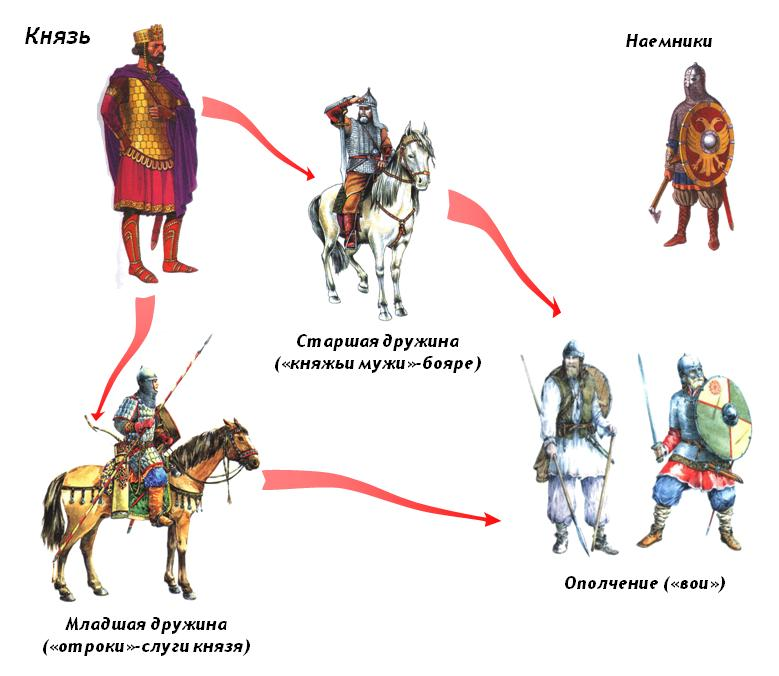 Князь
Наемники
Старшая дружина
(«княжьи мужи»-бояре)
Младшая дружина
(«отроки»-слуги князя)
Ополчение («вои»)